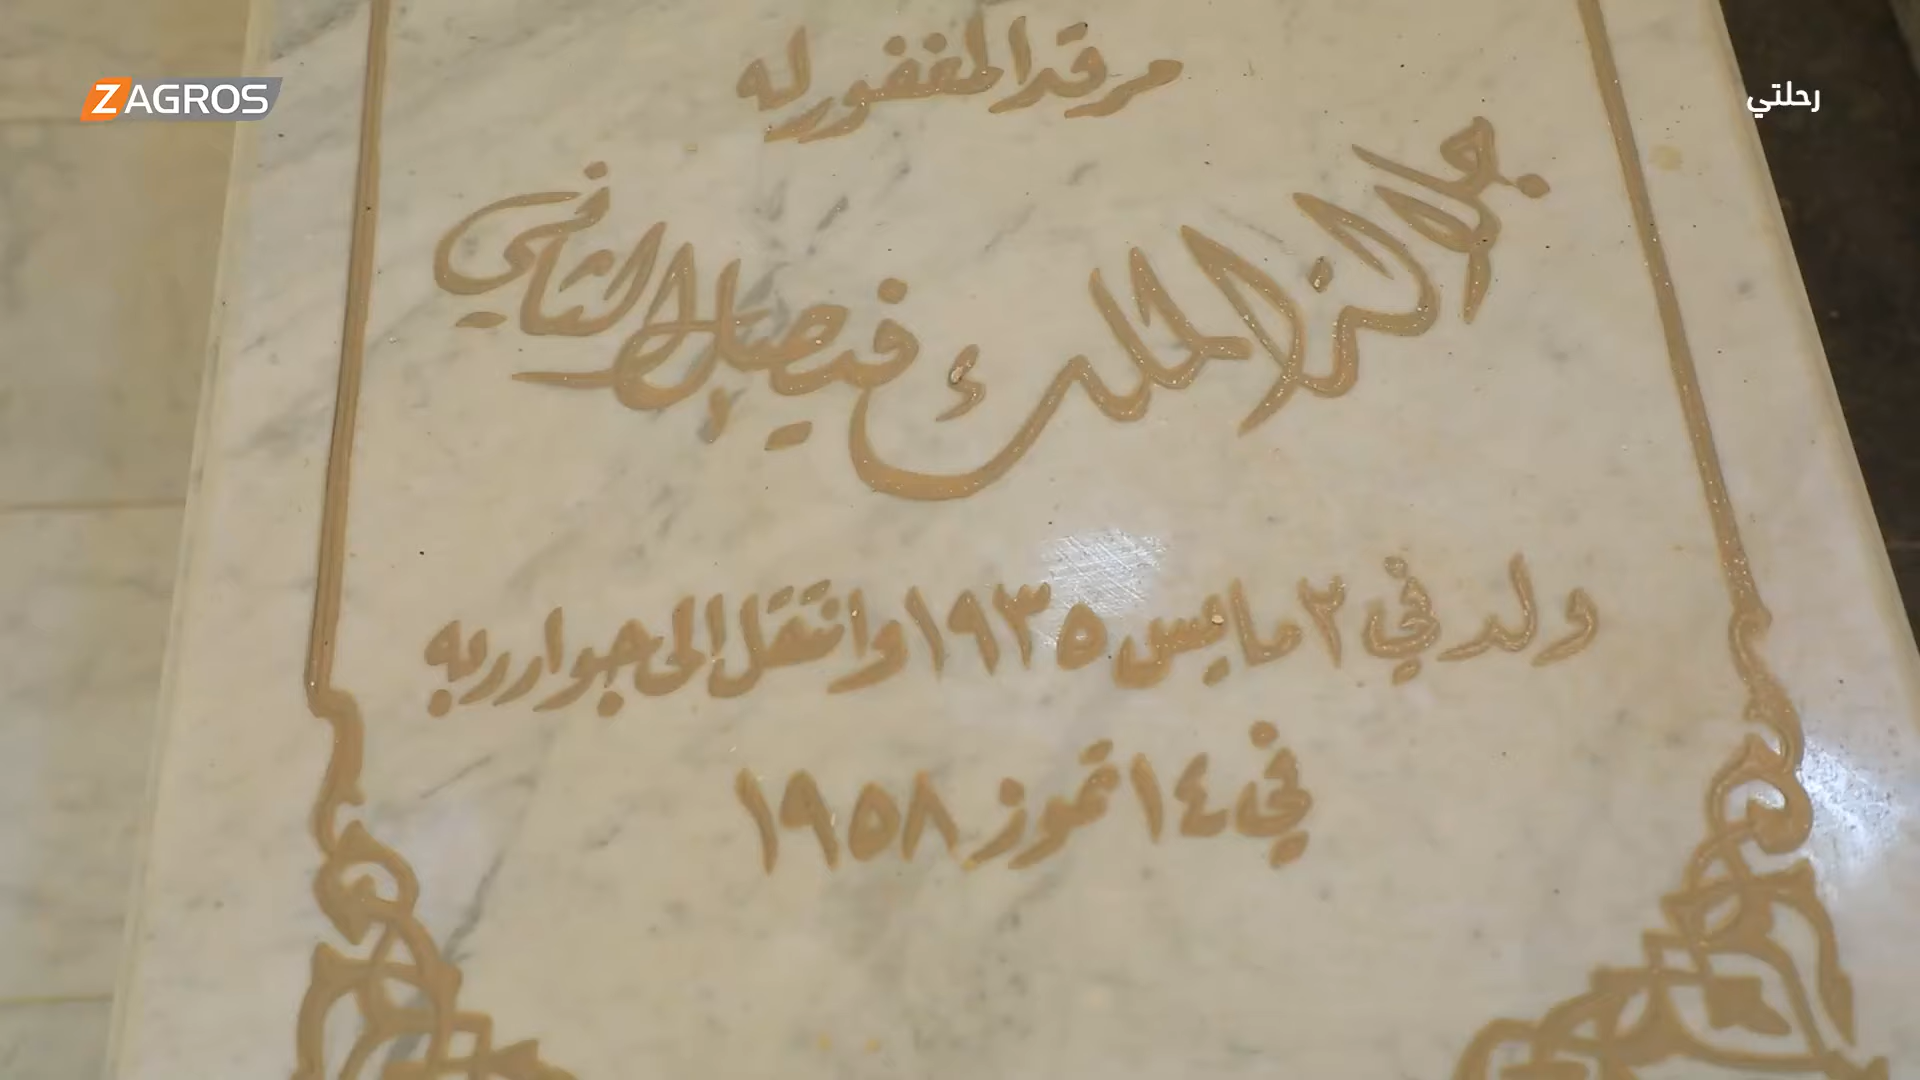 ZAGROS
رحلتي
مرقد المغفور له
جلالة الملك فيصل الثاني
ولد في ٢ مايس ١٩٣٥ وانتقل الى جوار ربه
في ١٤ تموز ١٩٥٨